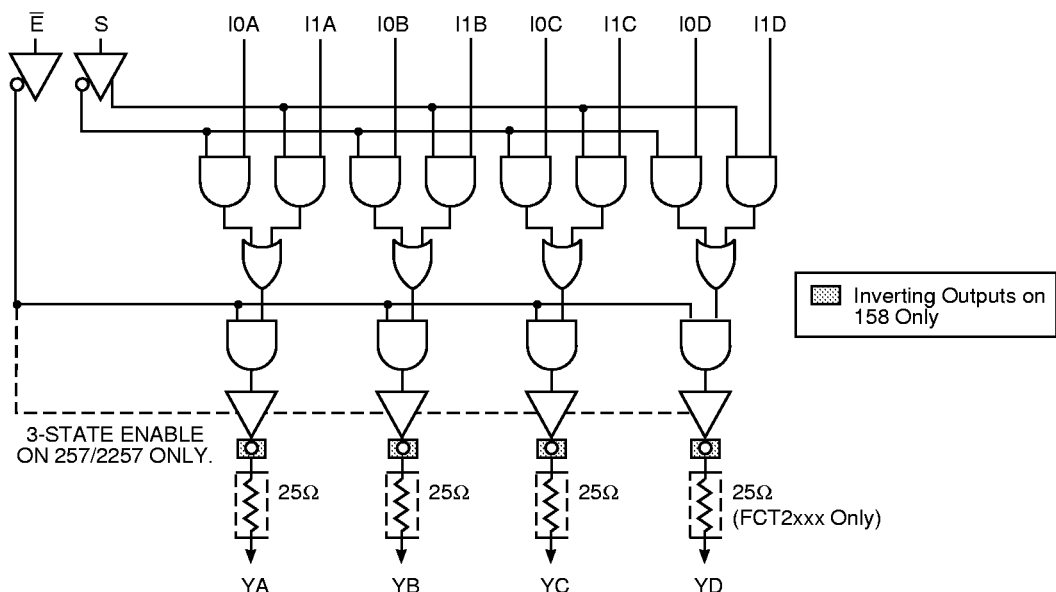 E̅ S I0A I1A I0B I1B I0C I1C I0D I1D
Inverting Outputs on
158 Only
3-STATE ENABLE
ON 257/2257 ONLY.
25Ω 25Ω 25Ω 25Ω
(FCT2xxx Only)
YA YB YC YD